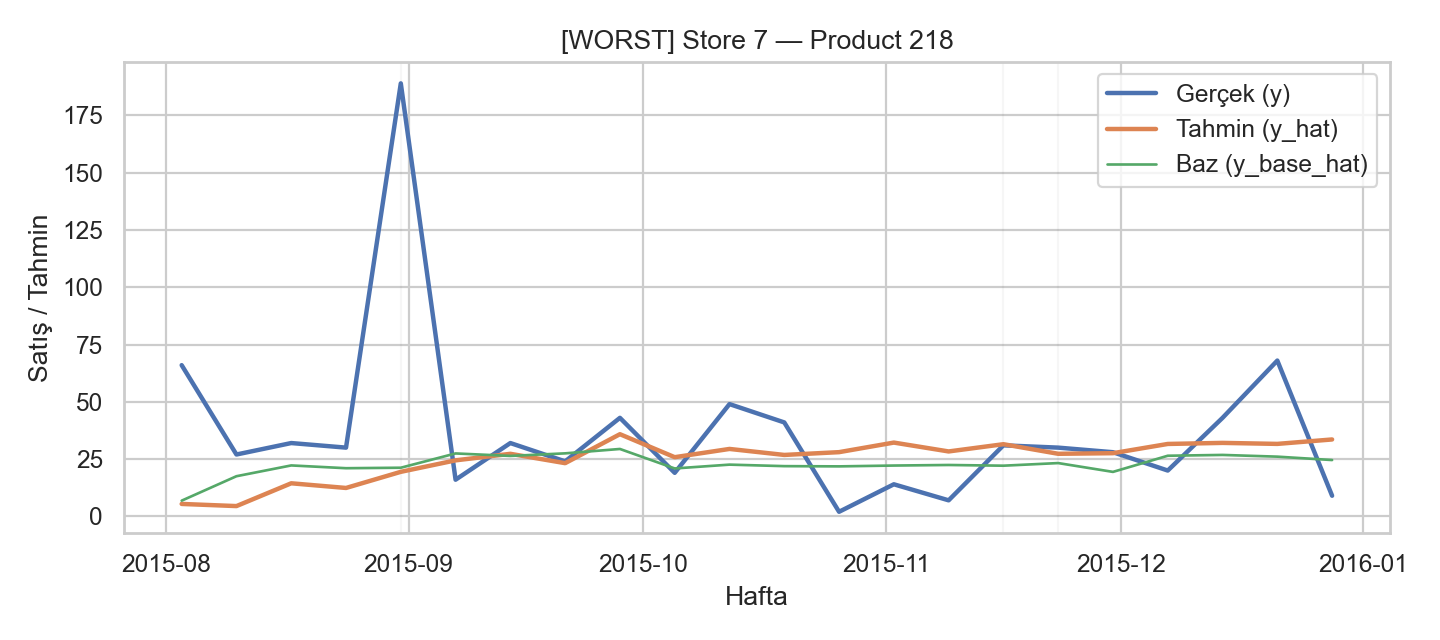 [WORST] Store 7 — Product 218
Gerçek (y)
Tahmin (y_hat)
Baz (y_base_hat)
Satış / Tahmin
175
150
125
100
75
50
25
0
2015-08
2015-09
2015-10
2015-11
2015-12
2016-01
Hafta